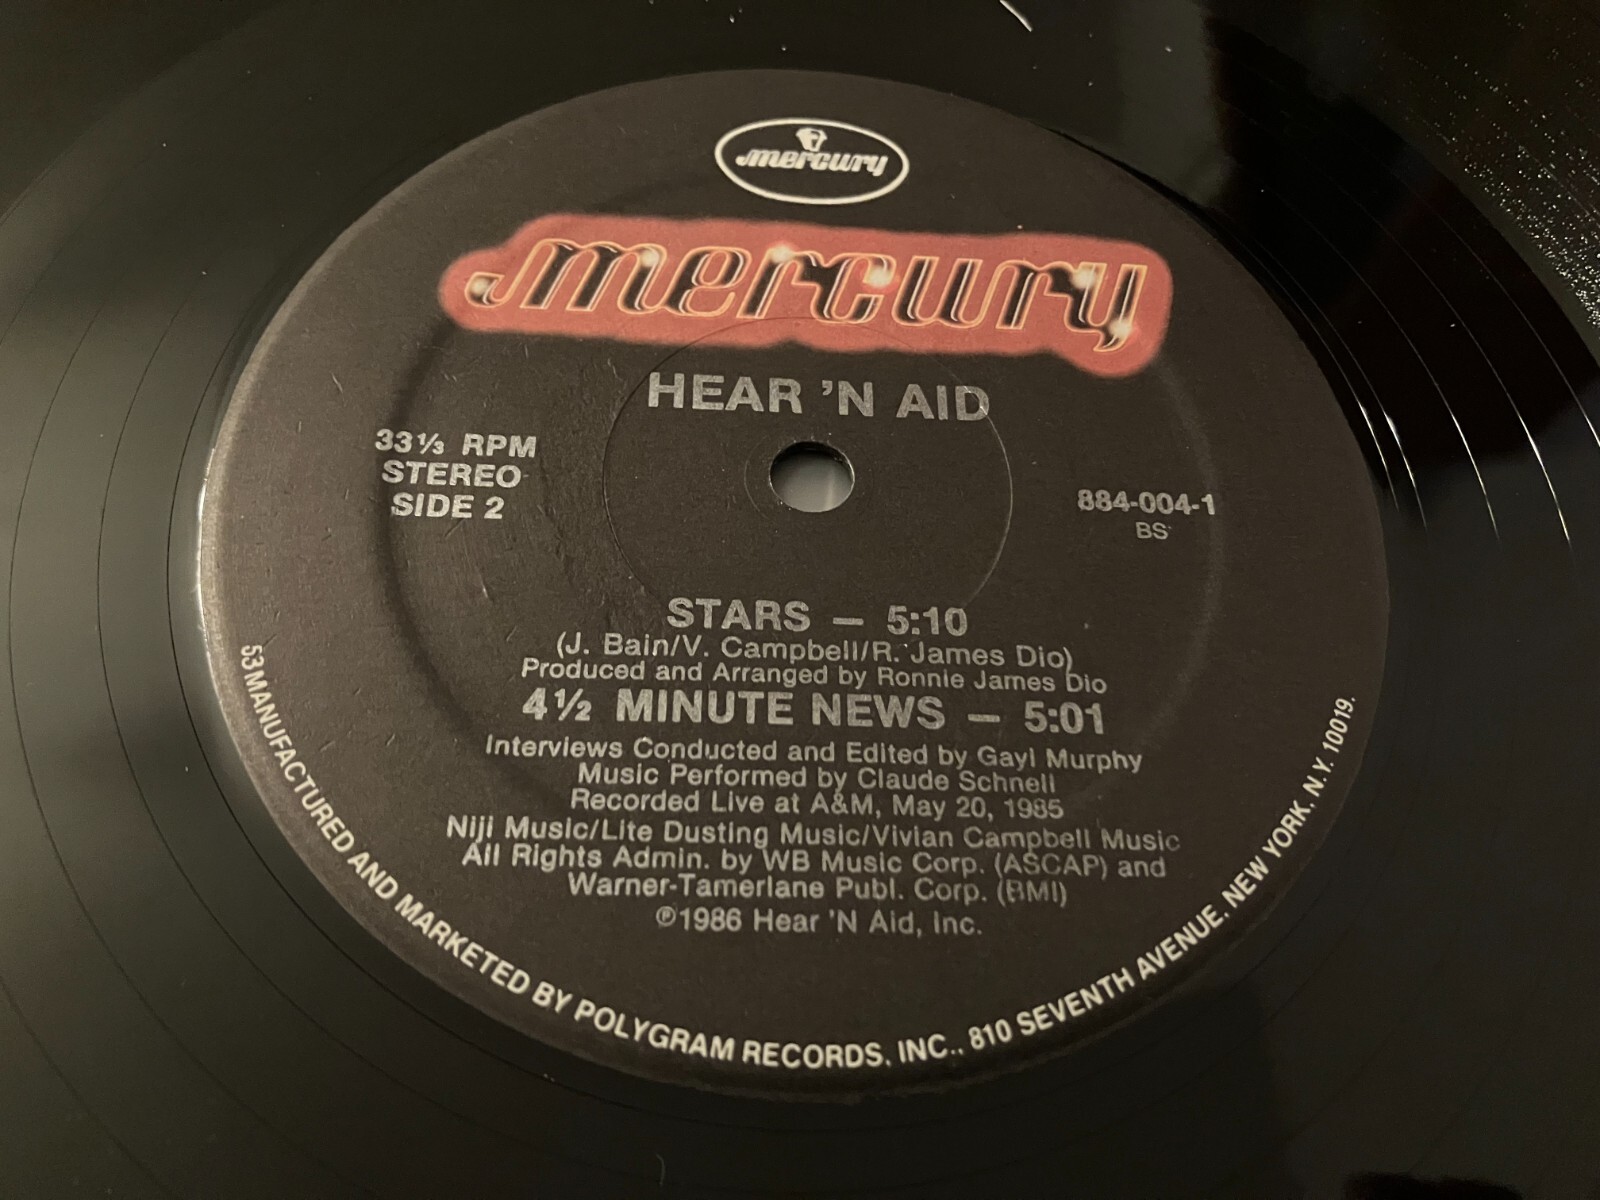 mercury
mercury
HEAR 'N AID
33⅓ RPM
STEREO
SIDE 2
884-004-1
BS
STARS — 5:10
(J. Bain/V. Campbell/R. James Dio)
Produced and Arranged by Ronnie James Dio
4½ MINUTE NEWS — 5:01
Interviews Conducted and Edited by Gayl Murphy
Music Performed by Claude Schnell
Recorded Live at A&M, May 20, 1985
Niji Music/Lite Dusting Music/Vivian Campbell Music
All Rights Admin. by WB Music Corp. (ASCAP) and
Warner-Tamerlane Publ. Corp. (BMI)
℗1986 Hear 'N Aid, Inc.
53 MANUFACTURED AND MARKETED BY POLYGRAM RECORDS, INC., 810 SEVENTH AVENUE, NEW YORK, N.Y. 10019.